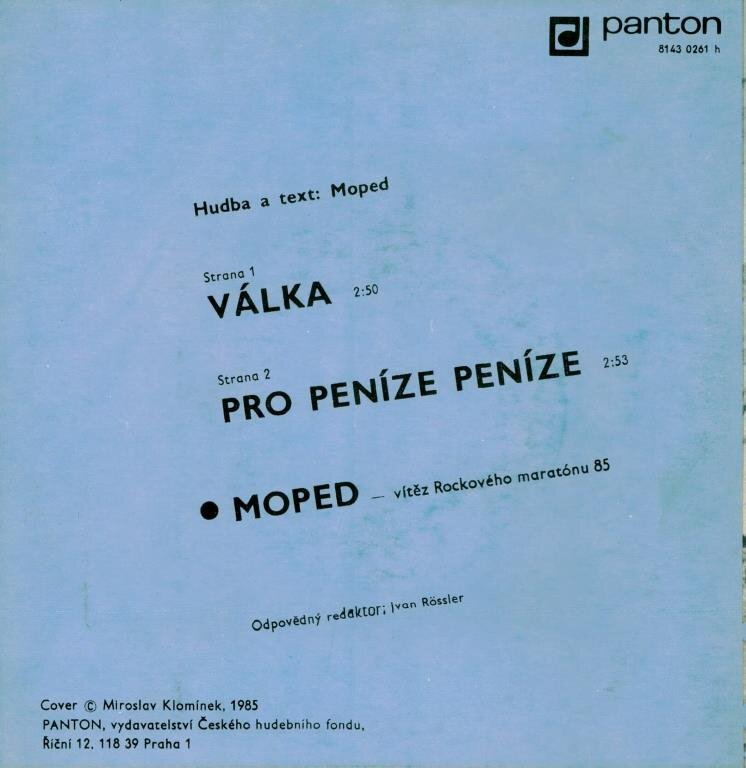 panton
8143 0261 h
Hudba a text: Moped
Strana 1
VÁLKA 2:50
Strana 2
PRO PENÍZE PENÍZE 2:53
● MOPED — vítěz Rockového maratónu 85
Odpovědný redaktor; Ivan Rössler
Cover © Miroslav Klomínek, 1985
PANTON, vydavatelství Českého hudebního fondu,
Říční 12, 118 39 Praha 1